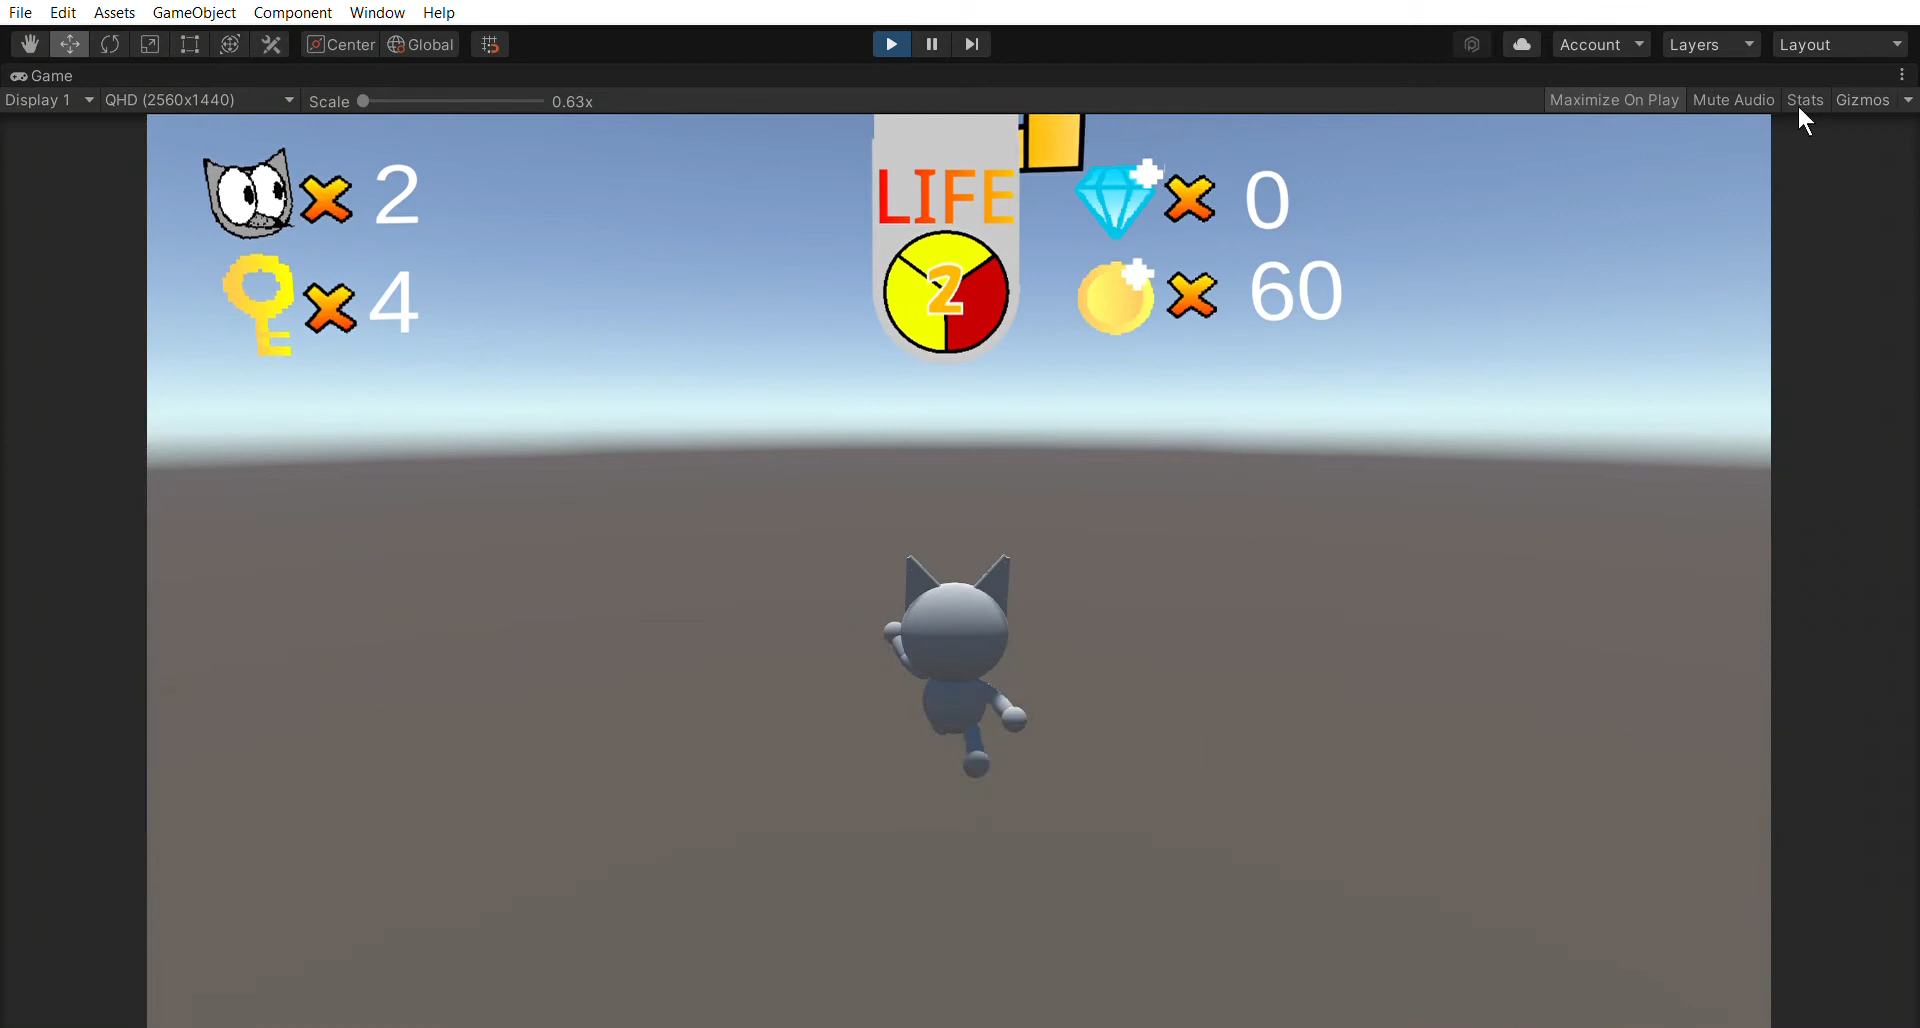 File Edit Assets GameObject Component Window Help
Center Global Account Layers Layout
Game
Display 1 QHD (2560x1440) Scale 0.63x Maximize On Play Mute Audio Stats Gizmos
2 LIFE 0
4 2 60